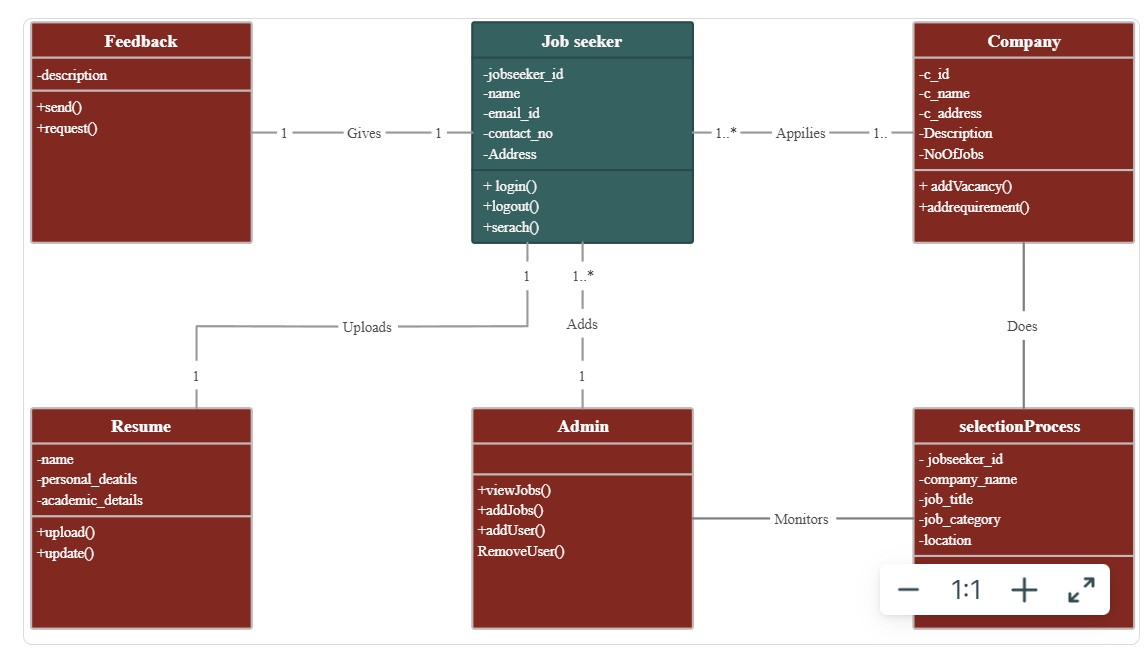 Feedback
-description
+send()
+request()
1
Gives
1
Job seeker
-jobseeker_id
-name
-email_id
-contact_no
-Address
+ login()
+logout()
+serach()
1..*
Appilies
1..
Company
-c_id
-c_name
-c_address
-Description
-NoOfJobs
+ addVacancy()
+addrequirement()
1
Uploads
1
1..*
Adds
1
Does
Resume
-name
-personal_deatils
-academic_details
+upload()
+update()
Admin
+viewJobs()
+addJobs()
+addUser()
RemoveUser()
Monitors
selectionProcess
- jobseeker_id
-company_name
-job_title
-job_category
-location
1:1